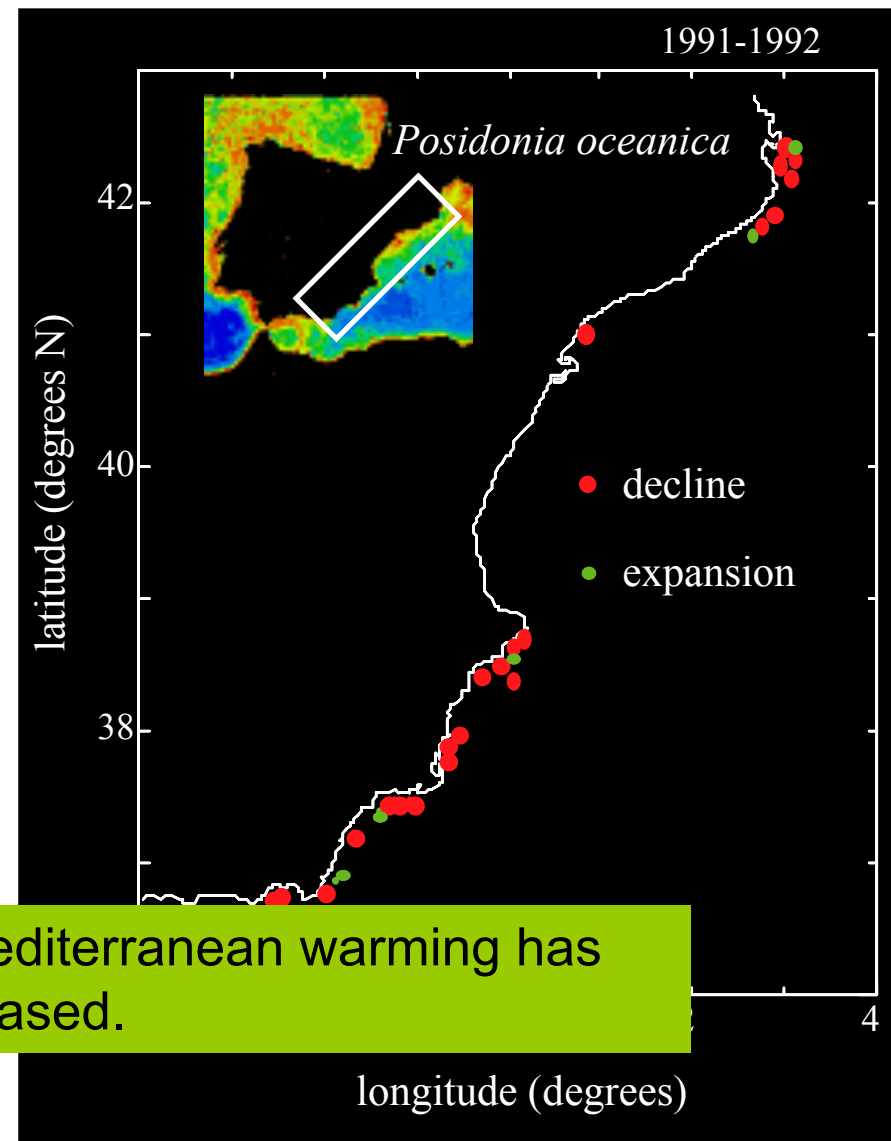 1991-1992
Posidonia oceanica
42
40
38
latitude (degrees N)
decline
expansion
editerranean warming has
ased.
4
longitude (degrees)